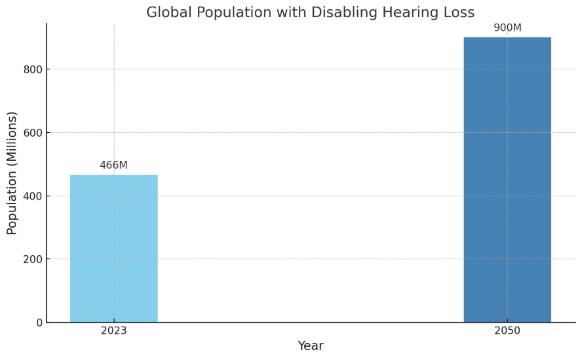 Global Population with Disabling Hearing Loss
900M
800
600
466M
400
200
0
2023
2050
Population (Millions)
Year